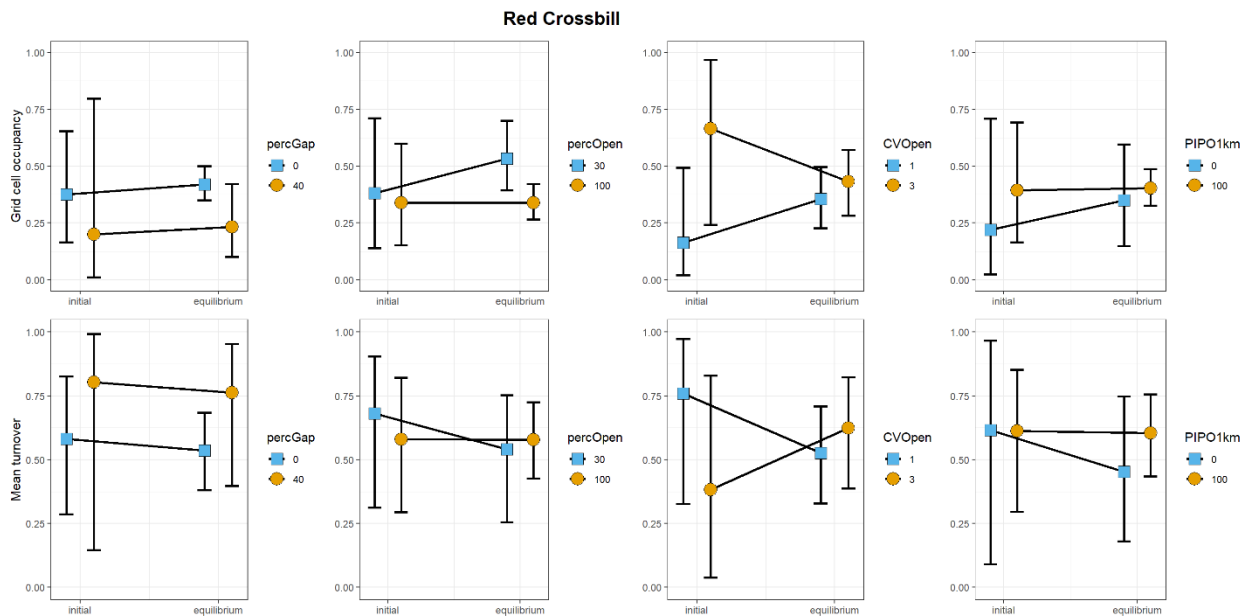 Red Crossbill
Grid cell occupancy
1.00
0.75
0.50
0.25
0.00
initial
equilibrium
percGap
0
40
1.00
0.75
0.50
0.25
0.00
initial
equilibrium
percOpen
30
100
1.00
0.75
0.50
0.25
0.00
initial
equilibrium
CVOpen
1
3
1.00
0.75
0.50
0.25
0.00
initial
equilibrium
PIPO1km
0
100
Mean turnover
1.00
0.75
0.50
0.25
0.00
initial
equilibrium
percGap
0
40
1.00
0.75
0.50
0.25
0.00
initial
equilibrium
percOpen
30
100
1.00
0.75
0.50
0.25
0.00
initial
equilibrium
CVOpen
1
3
1.00
0.75
0.50
0.25
0.00
initial
equilibrium
PIPO1km
0
100